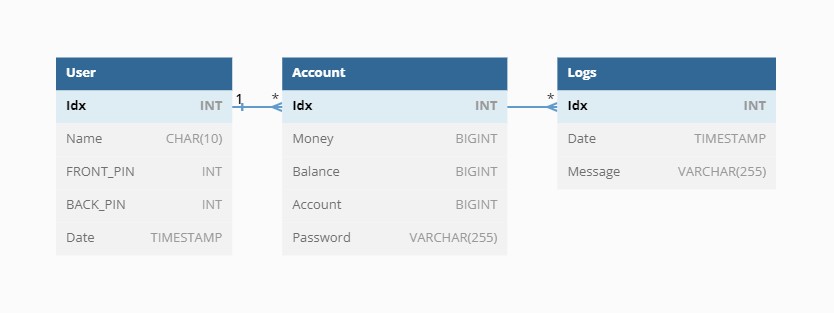 User
Idx INT
Name CHAR(10)
FRONT_PIN INT
BACK_PIN INT
Date TIMESTAMP
1 *
Account
Idx INT
Money BIGINT
Balance BIGINT
Account BIGINT
Password VARCHAR(255)
*
Logs
Idx INT
Date TIMESTAMP
Message VARCHAR(255)